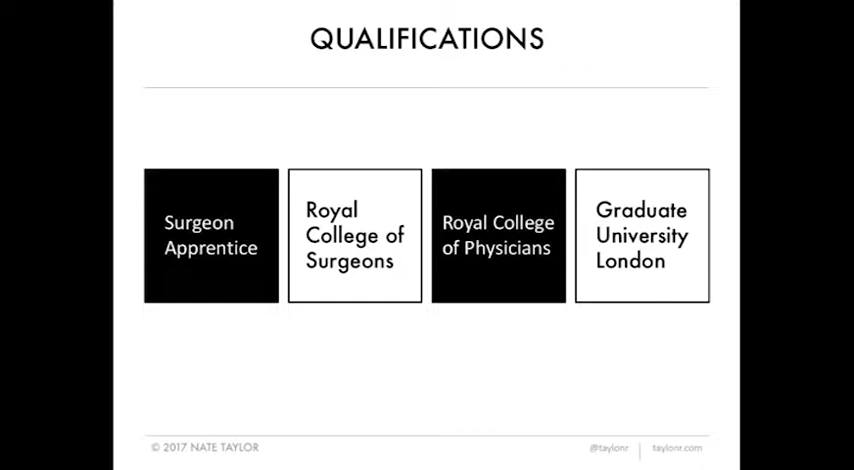 QUALIFICATIONS
Surgeon
Apprentice
Royal
College of
Surgeons
Royal College
of Physicians
Graduate
University
London
© 2017 NATE TAYLOR
@taylonr
taylonr.com